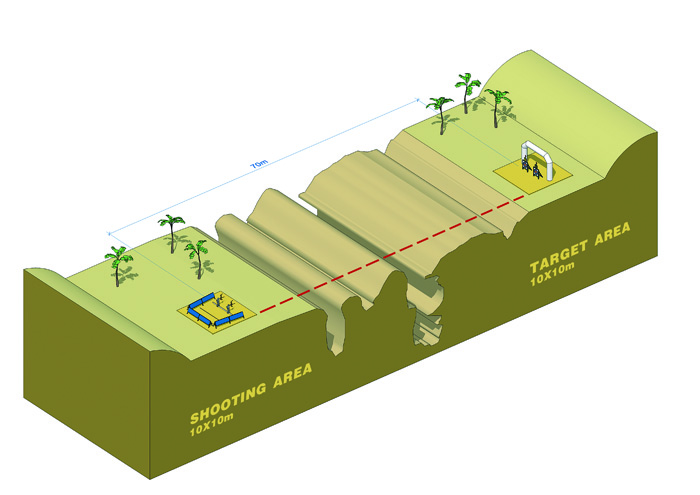 70m
TARGET AREA
10X10m
SHOOTING AREA
10X10m